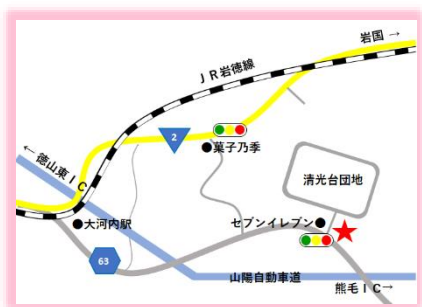 岩国 →
ＪＲ岩徳線
2
●菓子乃季
← 徳山東ＩＣ
清光台団地
●大河内駅
セブンイレブン●
63
山陽自動車道
熊毛ＩＣ→